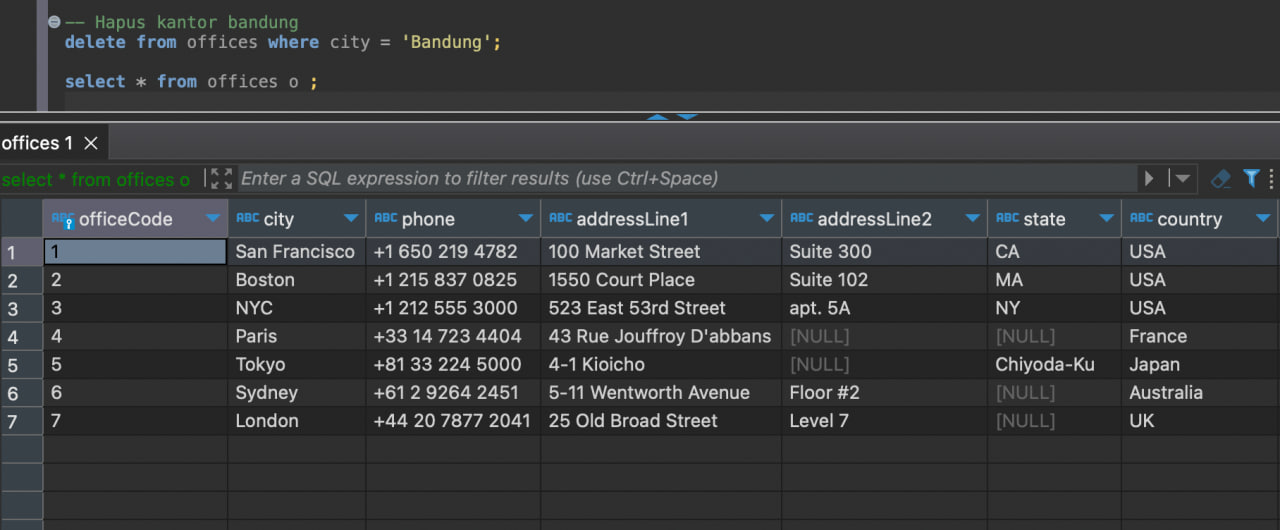 -- Hapus kantor bandung
delete from offices where city = 'Bandung';
select * from offices o ;
offices 1
select * from offices o Enter a SQL expression to filter results (use Ctrl+Space)
ABC officeCode ABC city ABC phone ABC addressLine1 ABC addressLine2 ABC state ABC country
1 1 San Francisco +1 650 219 4782 100 Market Street Suite 300 CA USA
2 2 Boston +1 215 837 0825 1550 Court Place Suite 102 MA USA
3 3 NYC +1 212 555 3000 523 East 53rd Street apt. 5A NY USA
4 4 Paris +33 14 723 4404 43 Rue Jouffroy D'abbans [NULL] [NULL] France
5 5 Tokyo +81 33 224 5000 4-1 Kioicho [NULL] Chiyoda-Ku Japan
6 6 Sydney +61 2 9264 2451 5-11 Wentworth Avenue Floor #2 [NULL] Australia
7 7 London +44 20 7877 2041 25 Old Broad Street Level 7 [NULL] UK